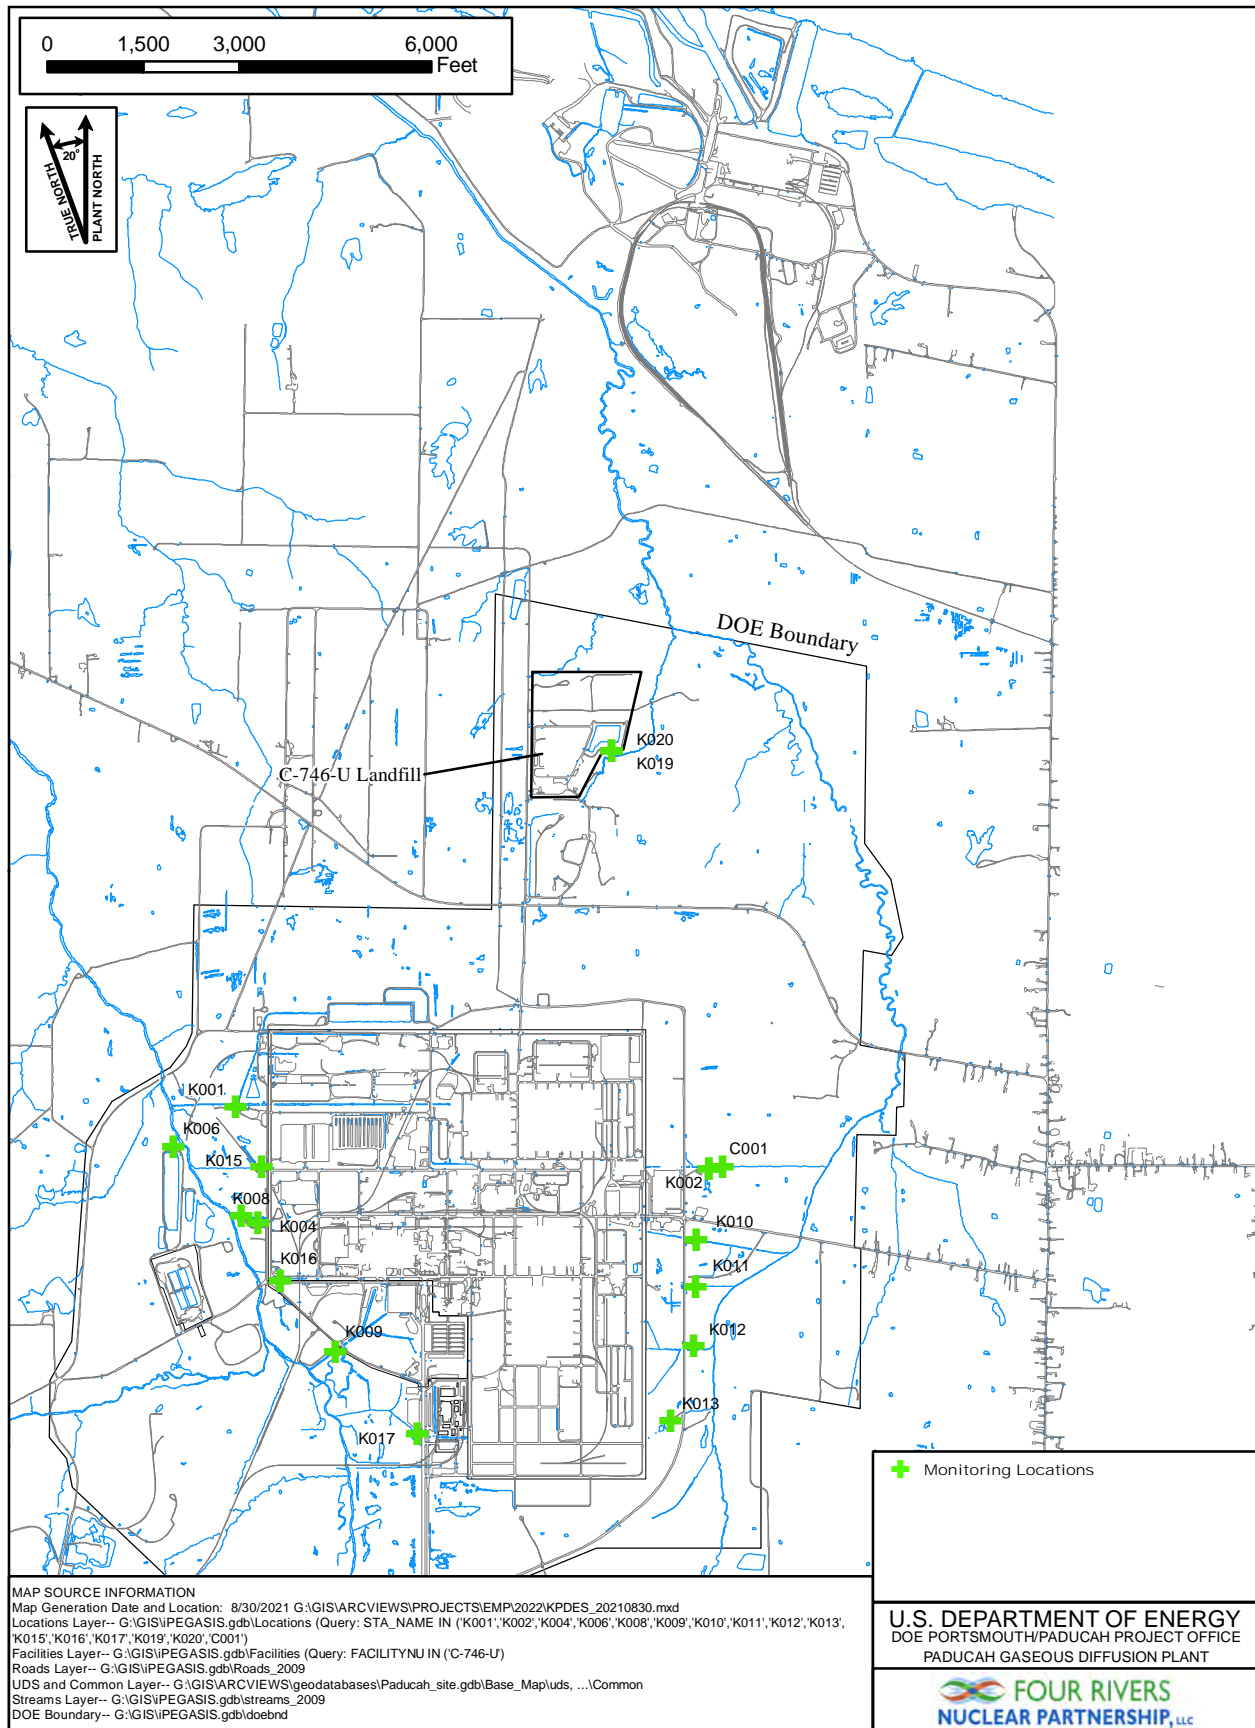 0 1,500 3,000 6,000
Feet
TRUE NORTH
20°
PLANT NORTH
DOE Boundary
K020
K019
C-746-U Landfill
K001
K006
K015
C001
K002
K008
K004
K010
K016
K011
K009
K012
K013
K017
Monitoring Locations
MAP SOURCE INFORMATION
Map Generation Date and Location: 8/30/2021 G:\GIS\ARCVIEWS\PROJECTS\EMP\2022\KPDES_20210830.mxd
Locations Layer-- G:\GIS\iPEGASIS.gdb\Locations (Query: STA_NAME IN ('K001','K002','K004','K006','K008','K009','K010','K011','K012','K013',
'K015','K016','K017','K019','K020','C001')
Facilities Layer-- G:\GIS\iPEGASIS.gdb\Facilities (Query: FACILITYNU IN ('C-746-U')
Roads Layer-- G:\GIS\iPEGASIS.gdb\Roads_2009
UDS and Common Layer-- G:\GIS\ARCVIEWS\geodatabases\Paducah_site.gdb\Base_Map\uds, ...\Common
Streams Layer-- G:\GIS\iPEGASIS.gdb\streams_2009
DOE Boundary-- G:\GIS\iPEGASIS.gdb\doebnd
U.S. DEPARTMENT OF ENERGY
DOE PORTSMOUTH/PADUCAH PROJECT OFFICE
PADUCAH GASEOUS DIFFUSION PLANT
FOUR RIVERS
NUCLEAR PARTNERSHIP, LLC